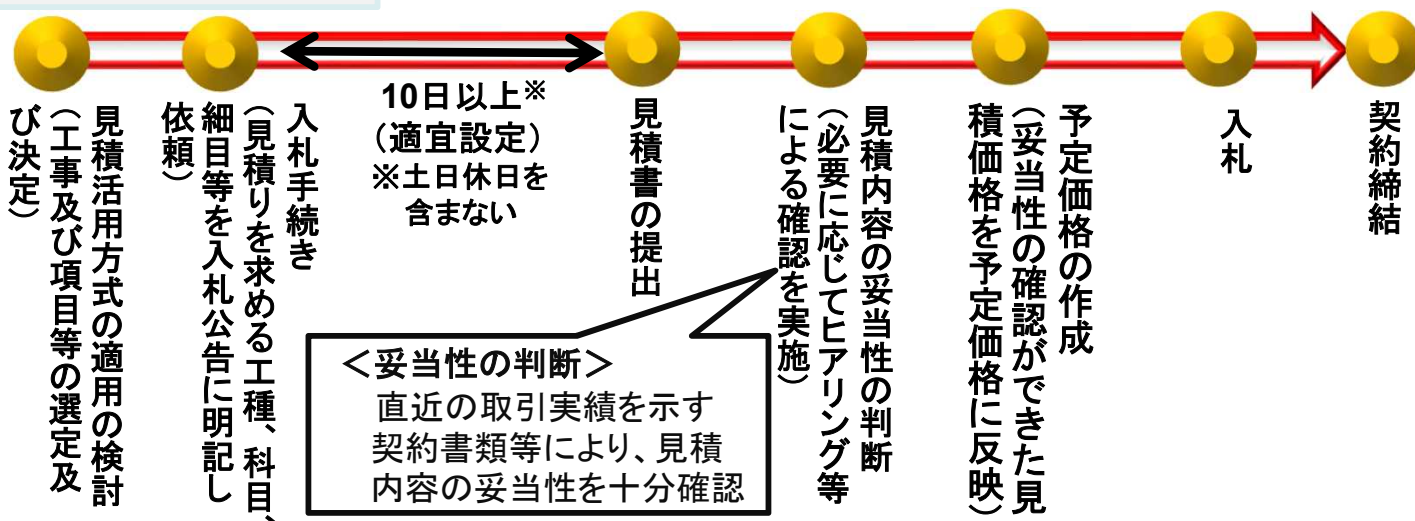 見積活用方式の適用の検討
（工事及び項目等の選定及
び決定）
入札手続き
（見積りを求める工種、科目、
細目等を入札公告に明記し
依頼）
10日以上※
（適宜設定）
※土日休日を
含まない
見積書の提出
見積内容の妥当性の判断
（必要に応じてヒアリング等
による確認を実施）
＜妥当性の判断＞
直近の取引実績を示す
契約書類等により、見積
内容の妥当性を十分確認
予定価格の作成
（妥当性の確認ができた見
積価格を予定価格に反映）
入札
契約締結